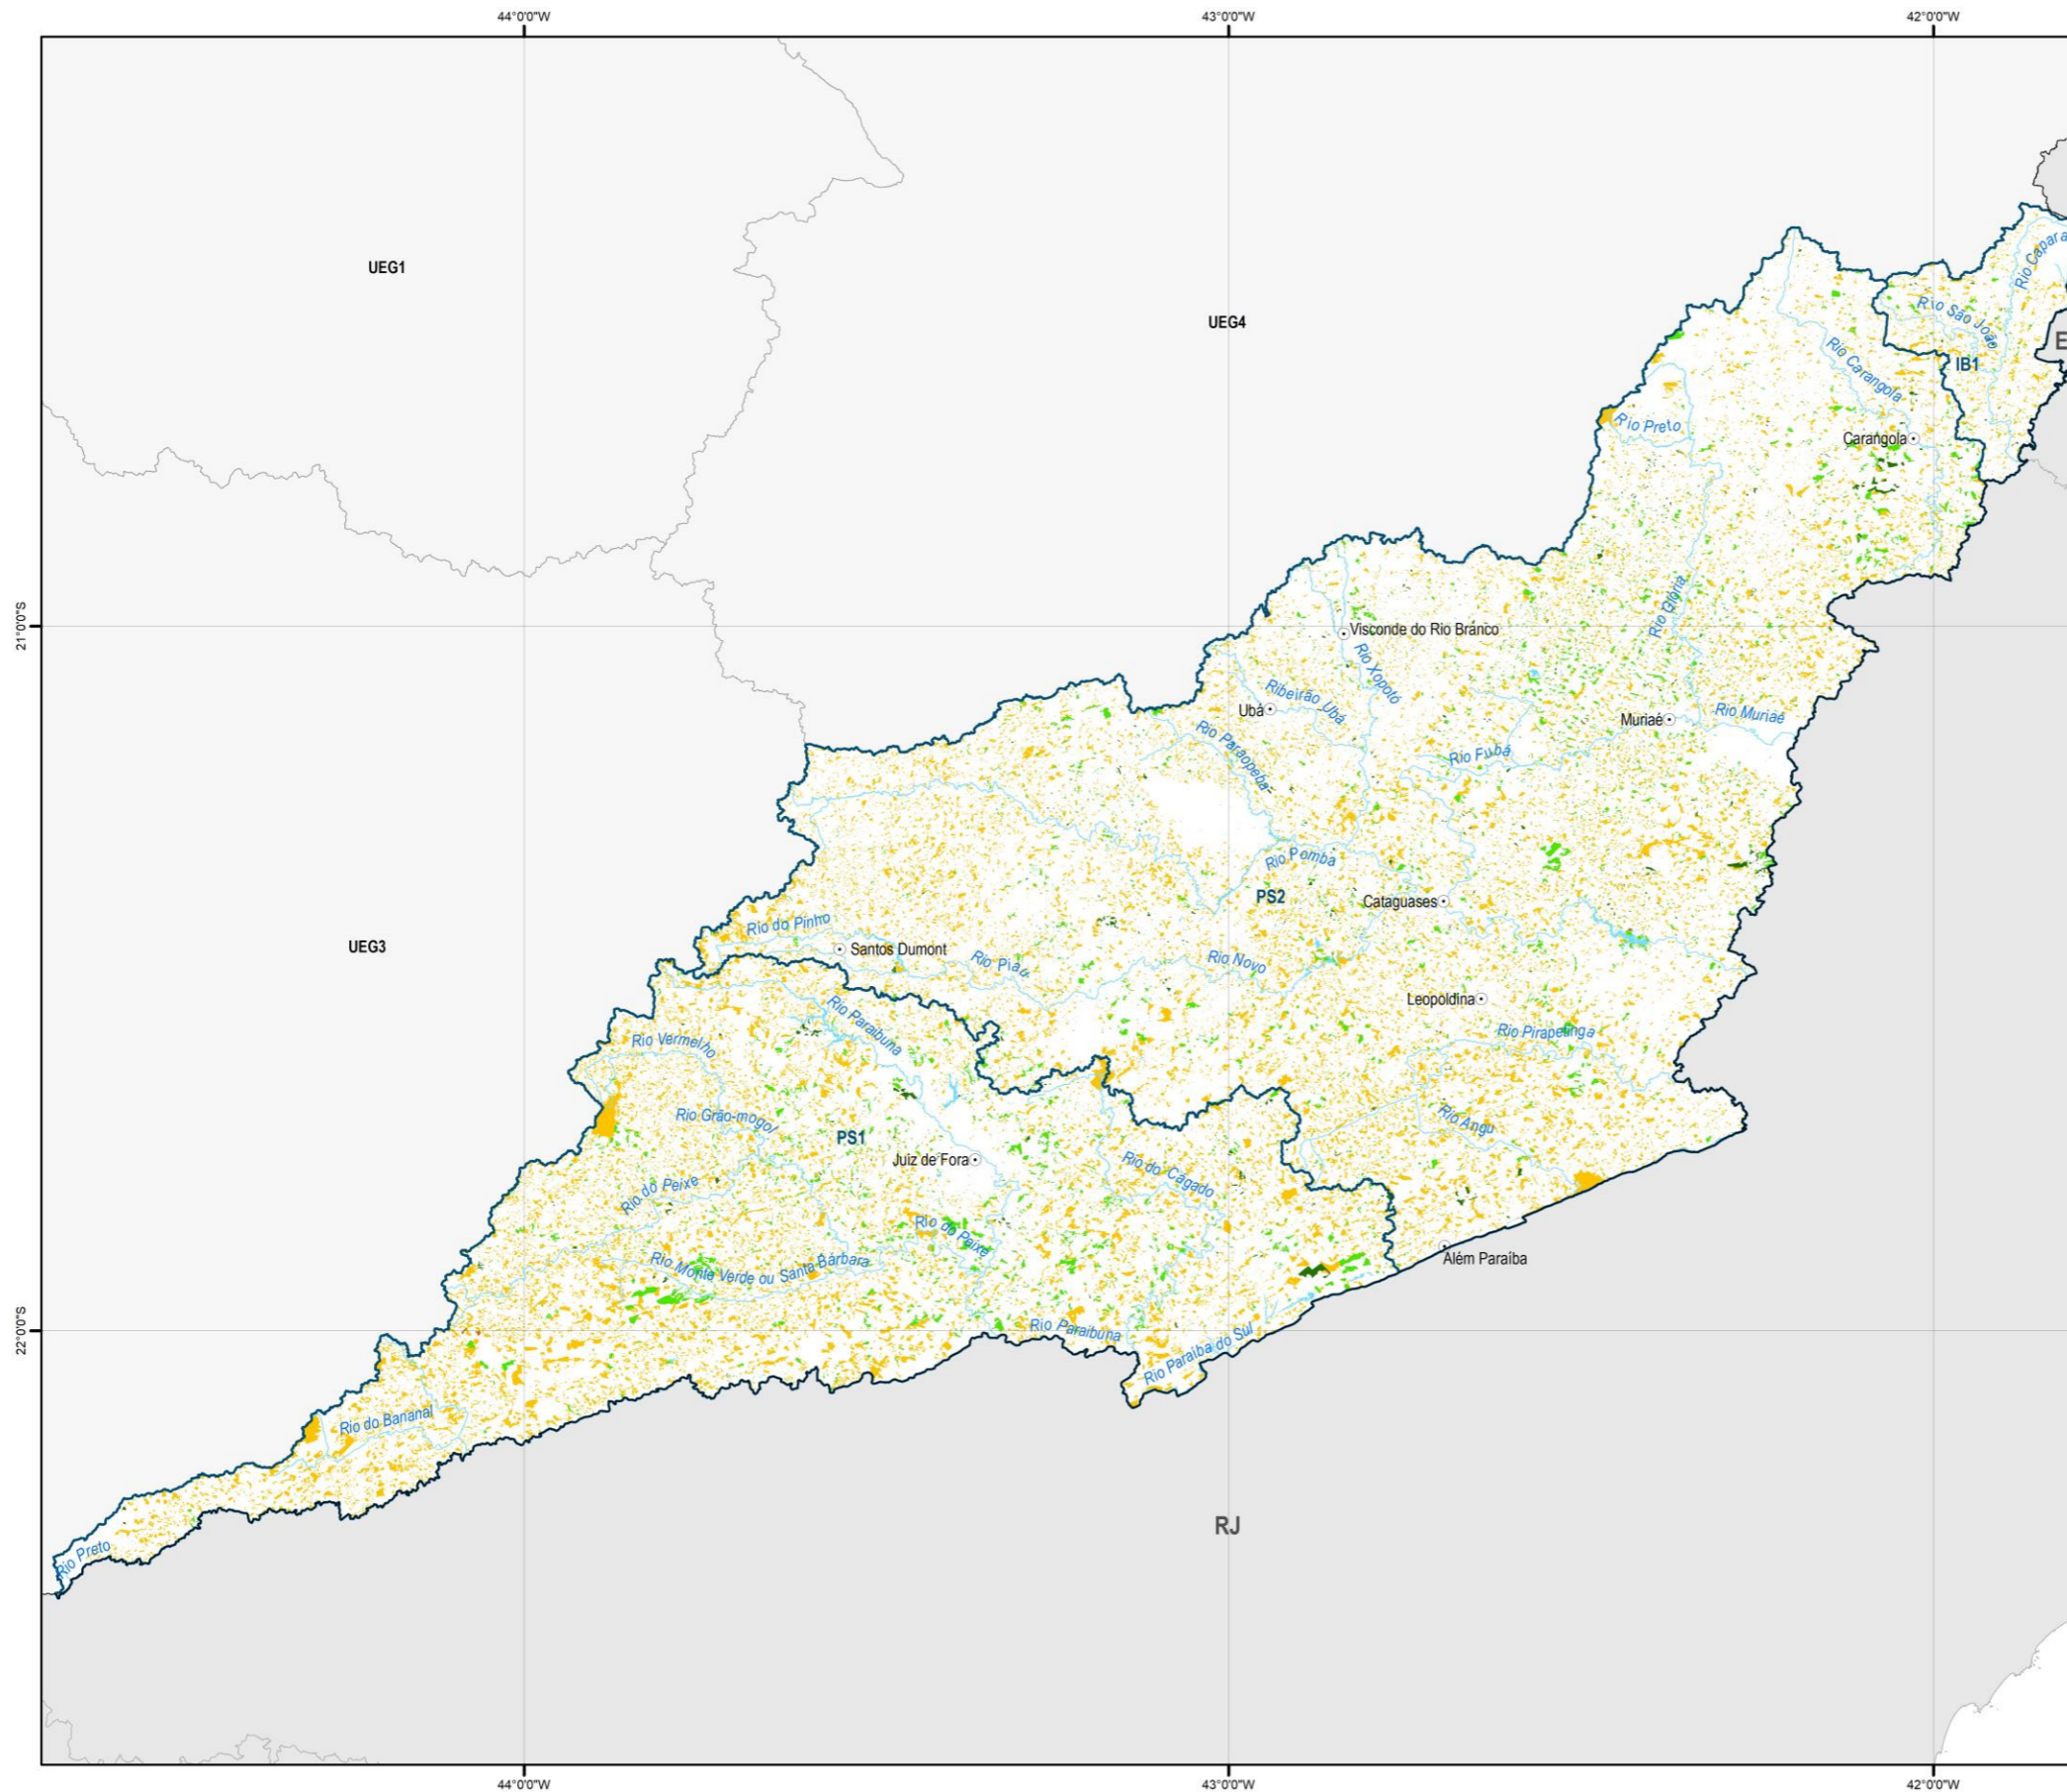 44°0'0"W
43°0'0"W
42°0'0"W
UEG1
UEG4
Rio Capara
Rio São João
E
Rio Carangola
IB1
Rio Preto
Carangola
21°0'0"S
Rio Glória
Visconde do Rio Branco
Rio Xopotó
Ribeirão Ubá
Ubá
Muriaé
Rio Muriaé
Rio Paraopeba
Rio Fubá
Rio Pomba
PS2
Cataguases
Rio do Pinho
UEG3
Santos Dumont
Rio Piau
Rio Novo
Leopoldina
Rio Paraibuna
Rio Pirapetinga
Rio Vermelho
Rio Grão-mogol
PS1
Rio Angu
Juiz de Fora
Rio do Cágado
Rio do Peixe
Rio do Peixe
Rio Monte Verde ou Santa Bárbara
Além Paraíba
22°0'0"S
Rio Paraibuna
Rio Paraíba do Sul
Rio do Bananal
RJ
Rio Preto
44°0'0"W
43°0'0"W
42°0'0"W